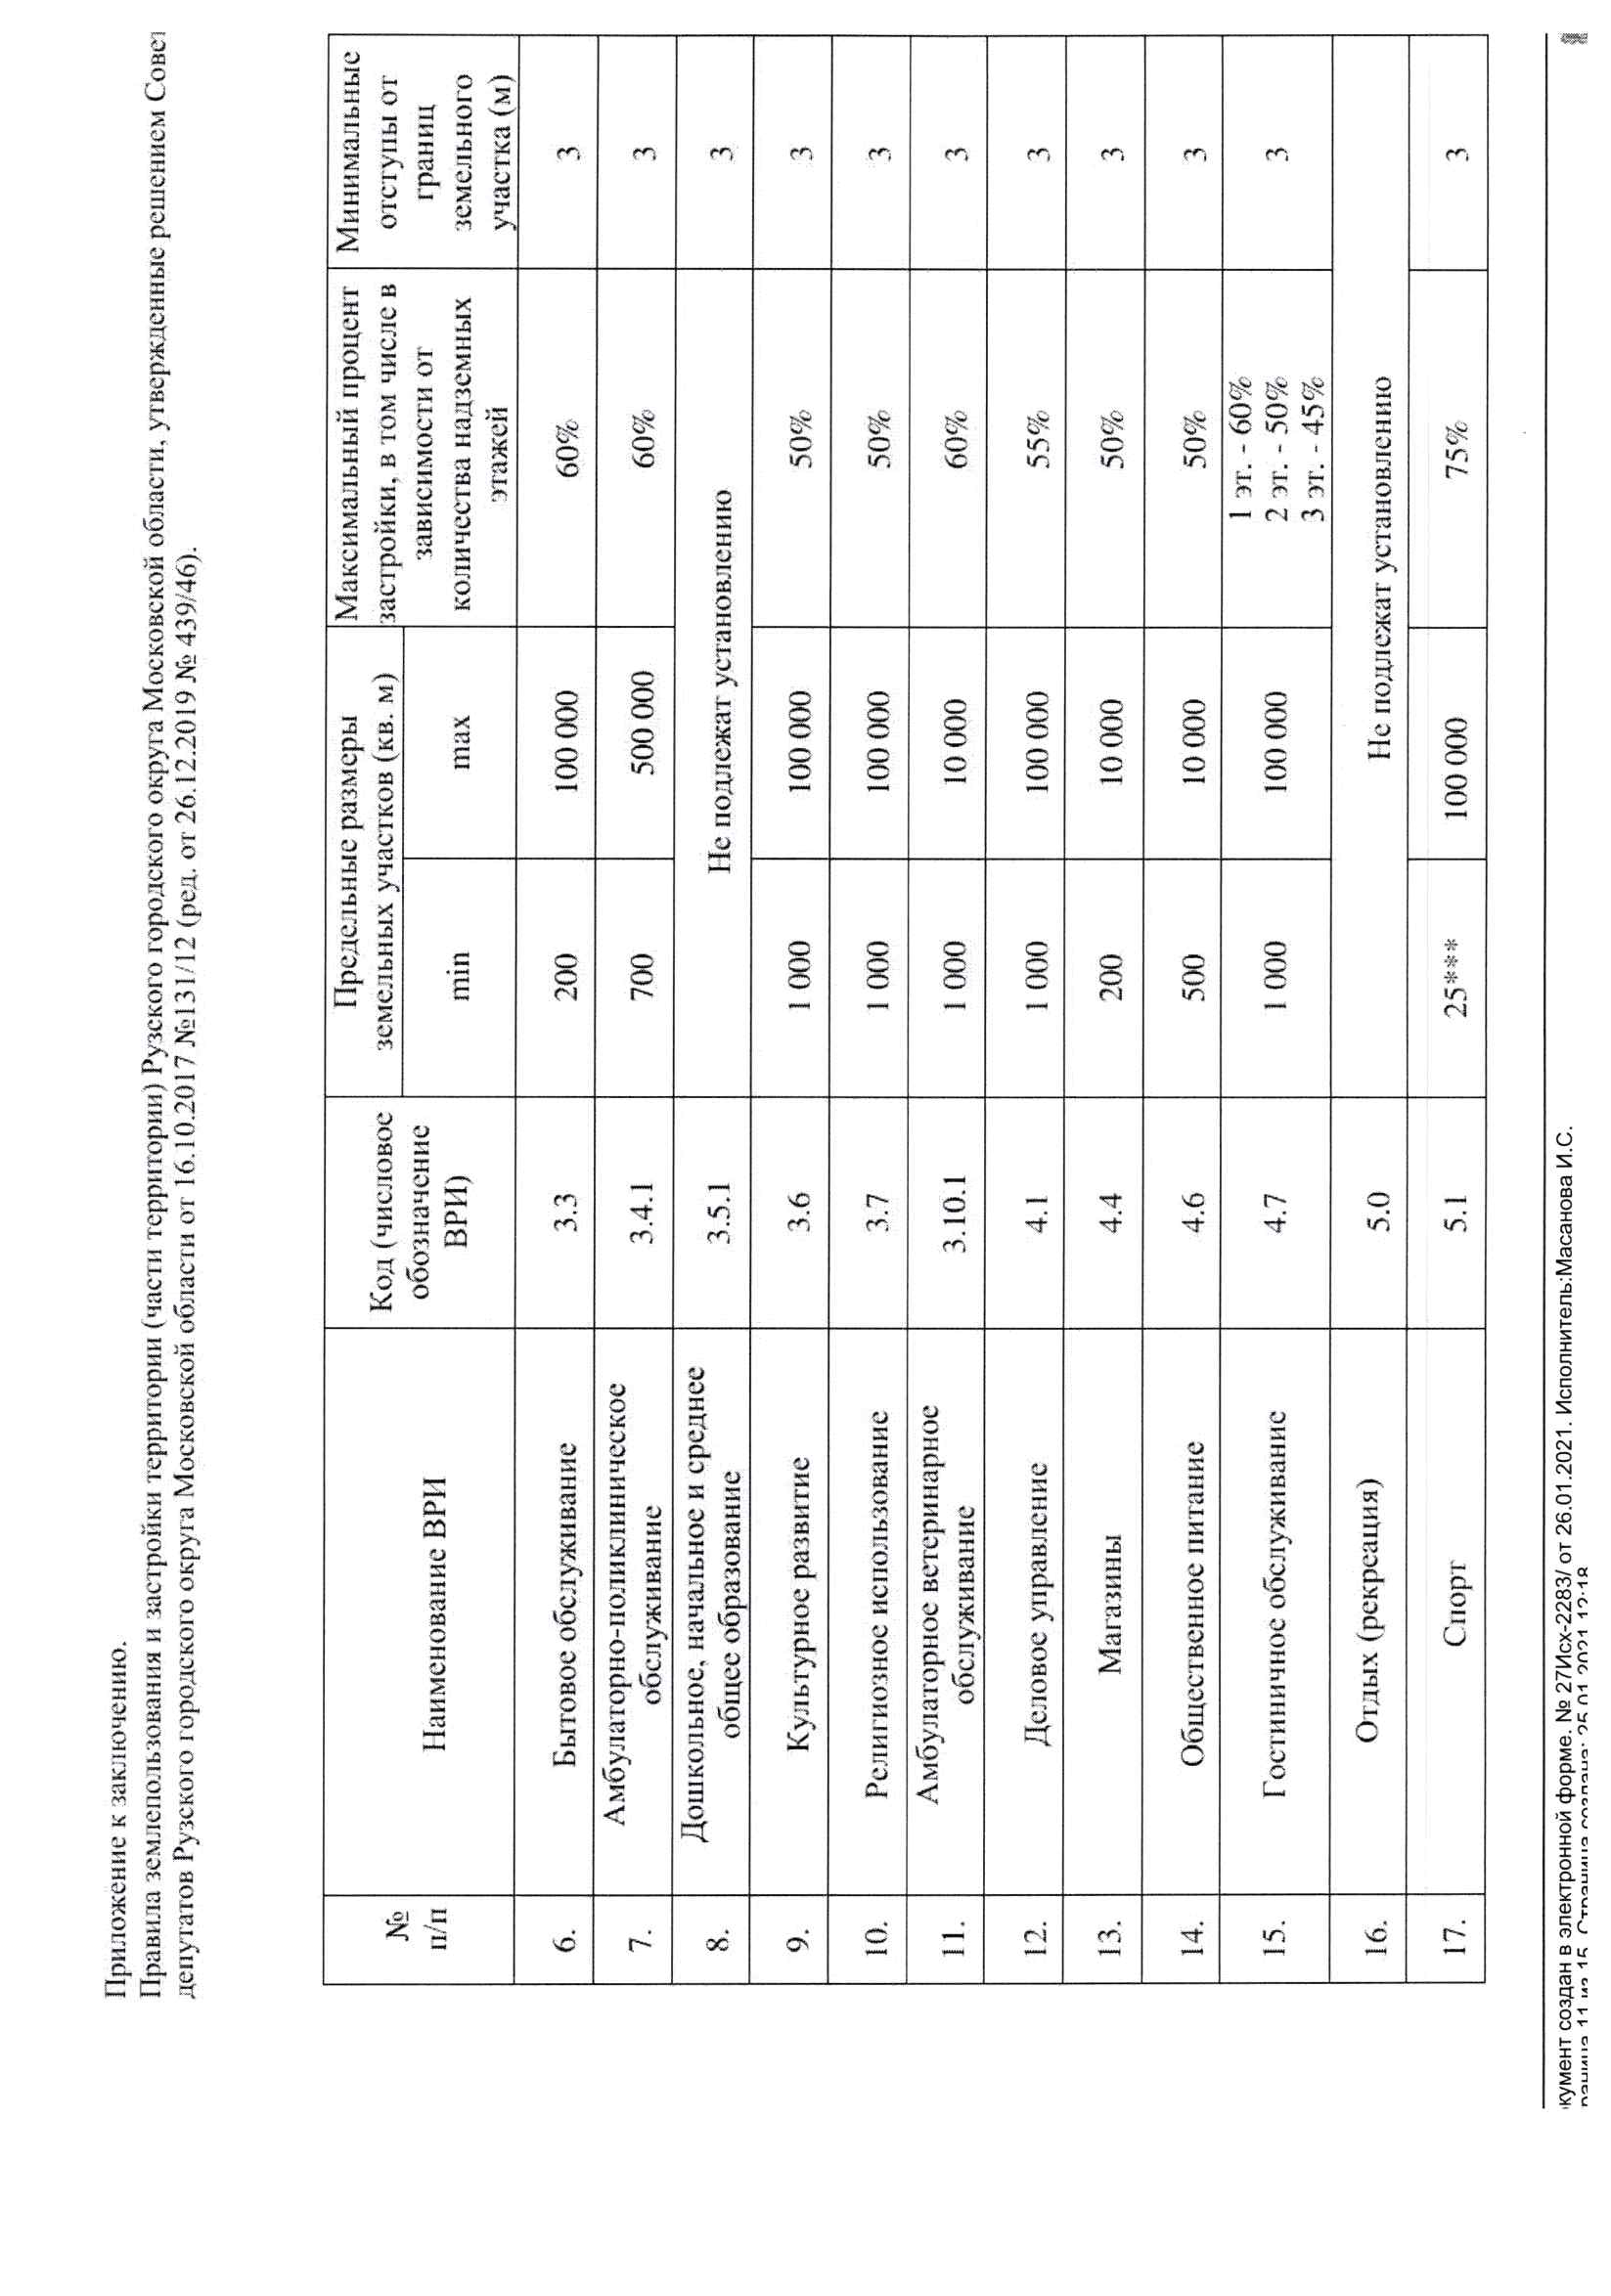 Приложение к заключению.
Правила землепользования и застройки территории (части территории) Рузского городского округа Московской области, утвержденные решением
депутатов Рузского городского округа Московской области от 16.10.2017 №131/12 (ред. от 26.12.2019 № 439/46).
№ п/п
Наименование ВРИ
Код (числовое обозначение ВРИ)
Предельные размеры земельных участков (кв. м)
min
max
Максимальный процент застройки, в том числе в зависимости от количества надземных этажей
Минимальные отступы от границ земельного участка (м)
6. Бытовое обслуживание 3.3 200 100 000 60% 3
7. Амбулаторно-поликлиническое обслуживание 3.4.1 700 500 000 60% 3
8. Дошкольное, начальное и среднее общее образование 3.5.1 Не подлежат установлению 3
9. Культурное развитие 3.6 1 000 100 000 50% 3
10. Религиозное использование 3.7 1 000 100 000 50% 3
11. Амбулаторное ветеринарное обслуживание 3.10.1 1 000 10 000 60% 3
12. Деловое управление 4.1 1 000 100 000 55% 3
13. Магазины 4.4 200 10 000 50% 3
14. Общественное питание 4.6 500 10 000 50% 3
15. Гостиничное обслуживание 4.7 1 000 100 000 1 эт. - 60% 2 эт. - 50% 3 эт. - 45% 3
16. Отдых (рекреация) 5.0 Не подлежат установлению
17. Спорт 5.1 25*** 100 000 75% 3
кумент создан в электронной форме. № 27Исх-2283/ от 26.01.2021. Исполнитель:Масанова И.С.